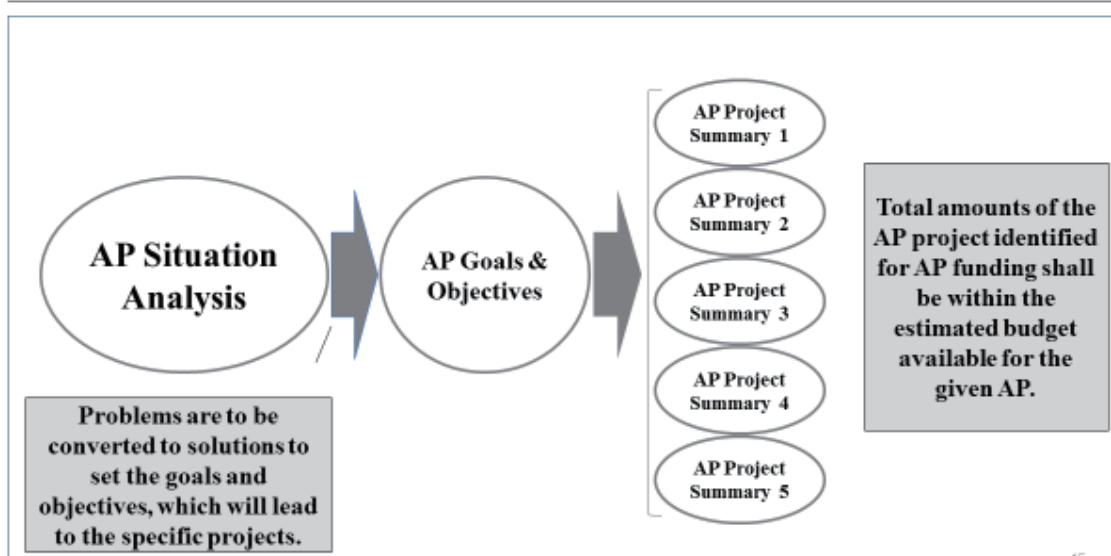 AP Situation
Analysis
AP Goals &
Objectives
AP Project
Summary 1
AP Project
Summary 2
AP Project
Summary 3
AP Project
Summary 4
AP Project
Summary 5
Total amounts of the
AP project identified
for AP funding shall
be within the
estimated budget
available for the
given AP.
Problems are to be
converted to solutions to
set the goals and
objectives, which will lead
to the specific projects.